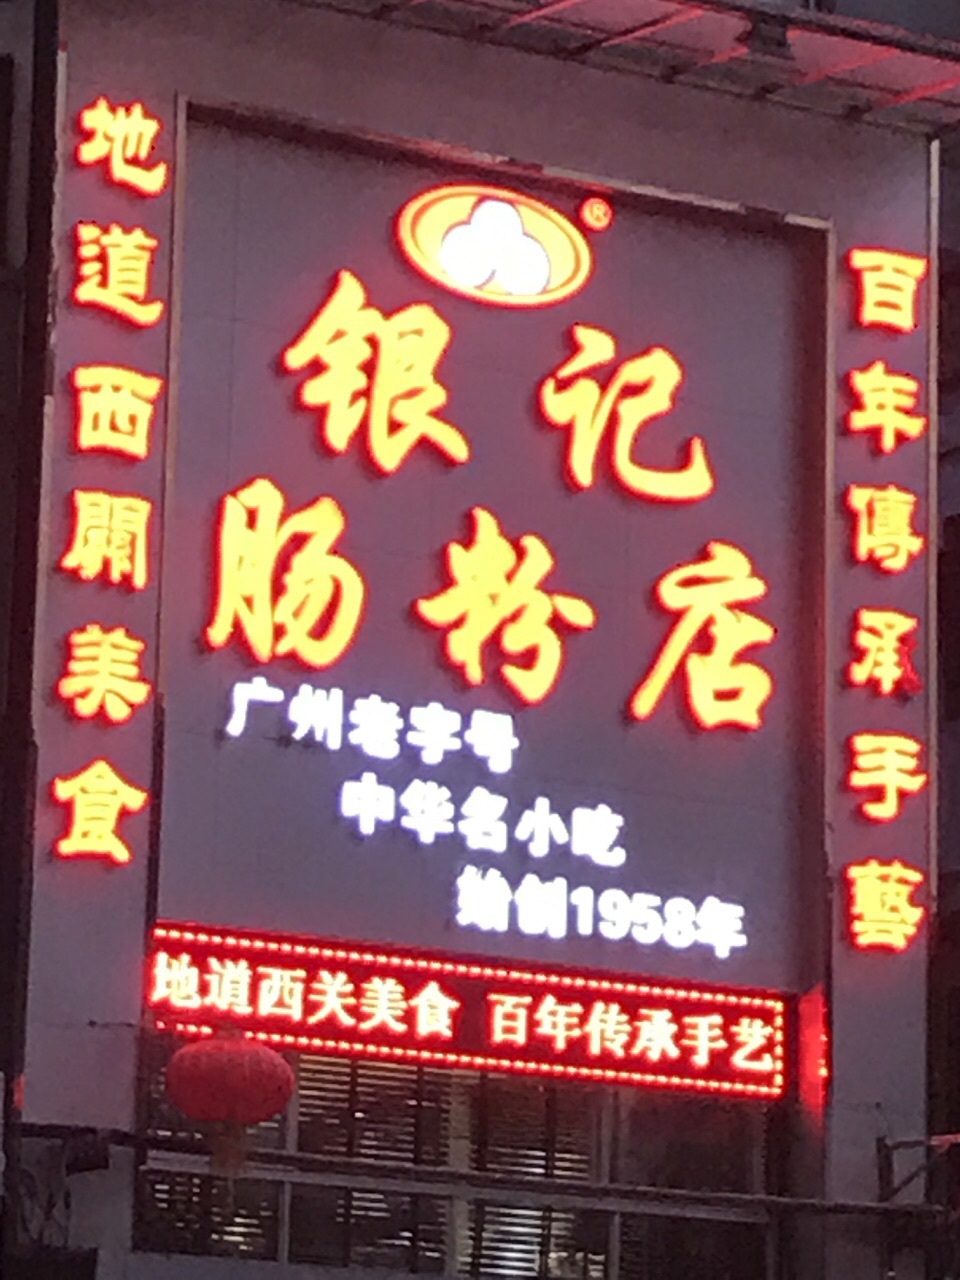 地道西關美食
®
银记
肠粉店
广州老字号
中华名小吃
始创1958年
百年傳承手藝
地道西关美食 百年传承手艺